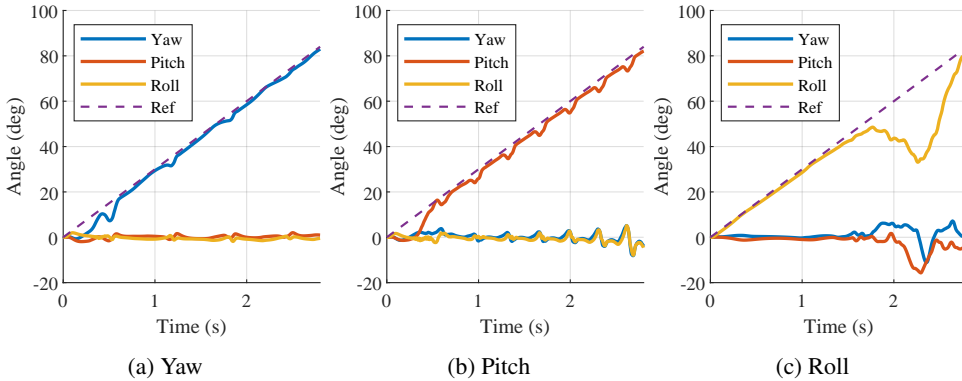 100
80
60
40
20
0
-20
Angle (deg)
Yaw
Pitch
Roll
Ref
0
1
2
Time (s)
(a) Yaw
100
80
60
40
20
0
-20
Angle (deg)
Yaw
Pitch
Roll
Ref
0
1
2
Time (s)
(b) Pitch
100
80
60
40
20
0
-20
Angle (deg)
Yaw
Pitch
Roll
Ref
0
1
2
Time (s)
(c) Roll